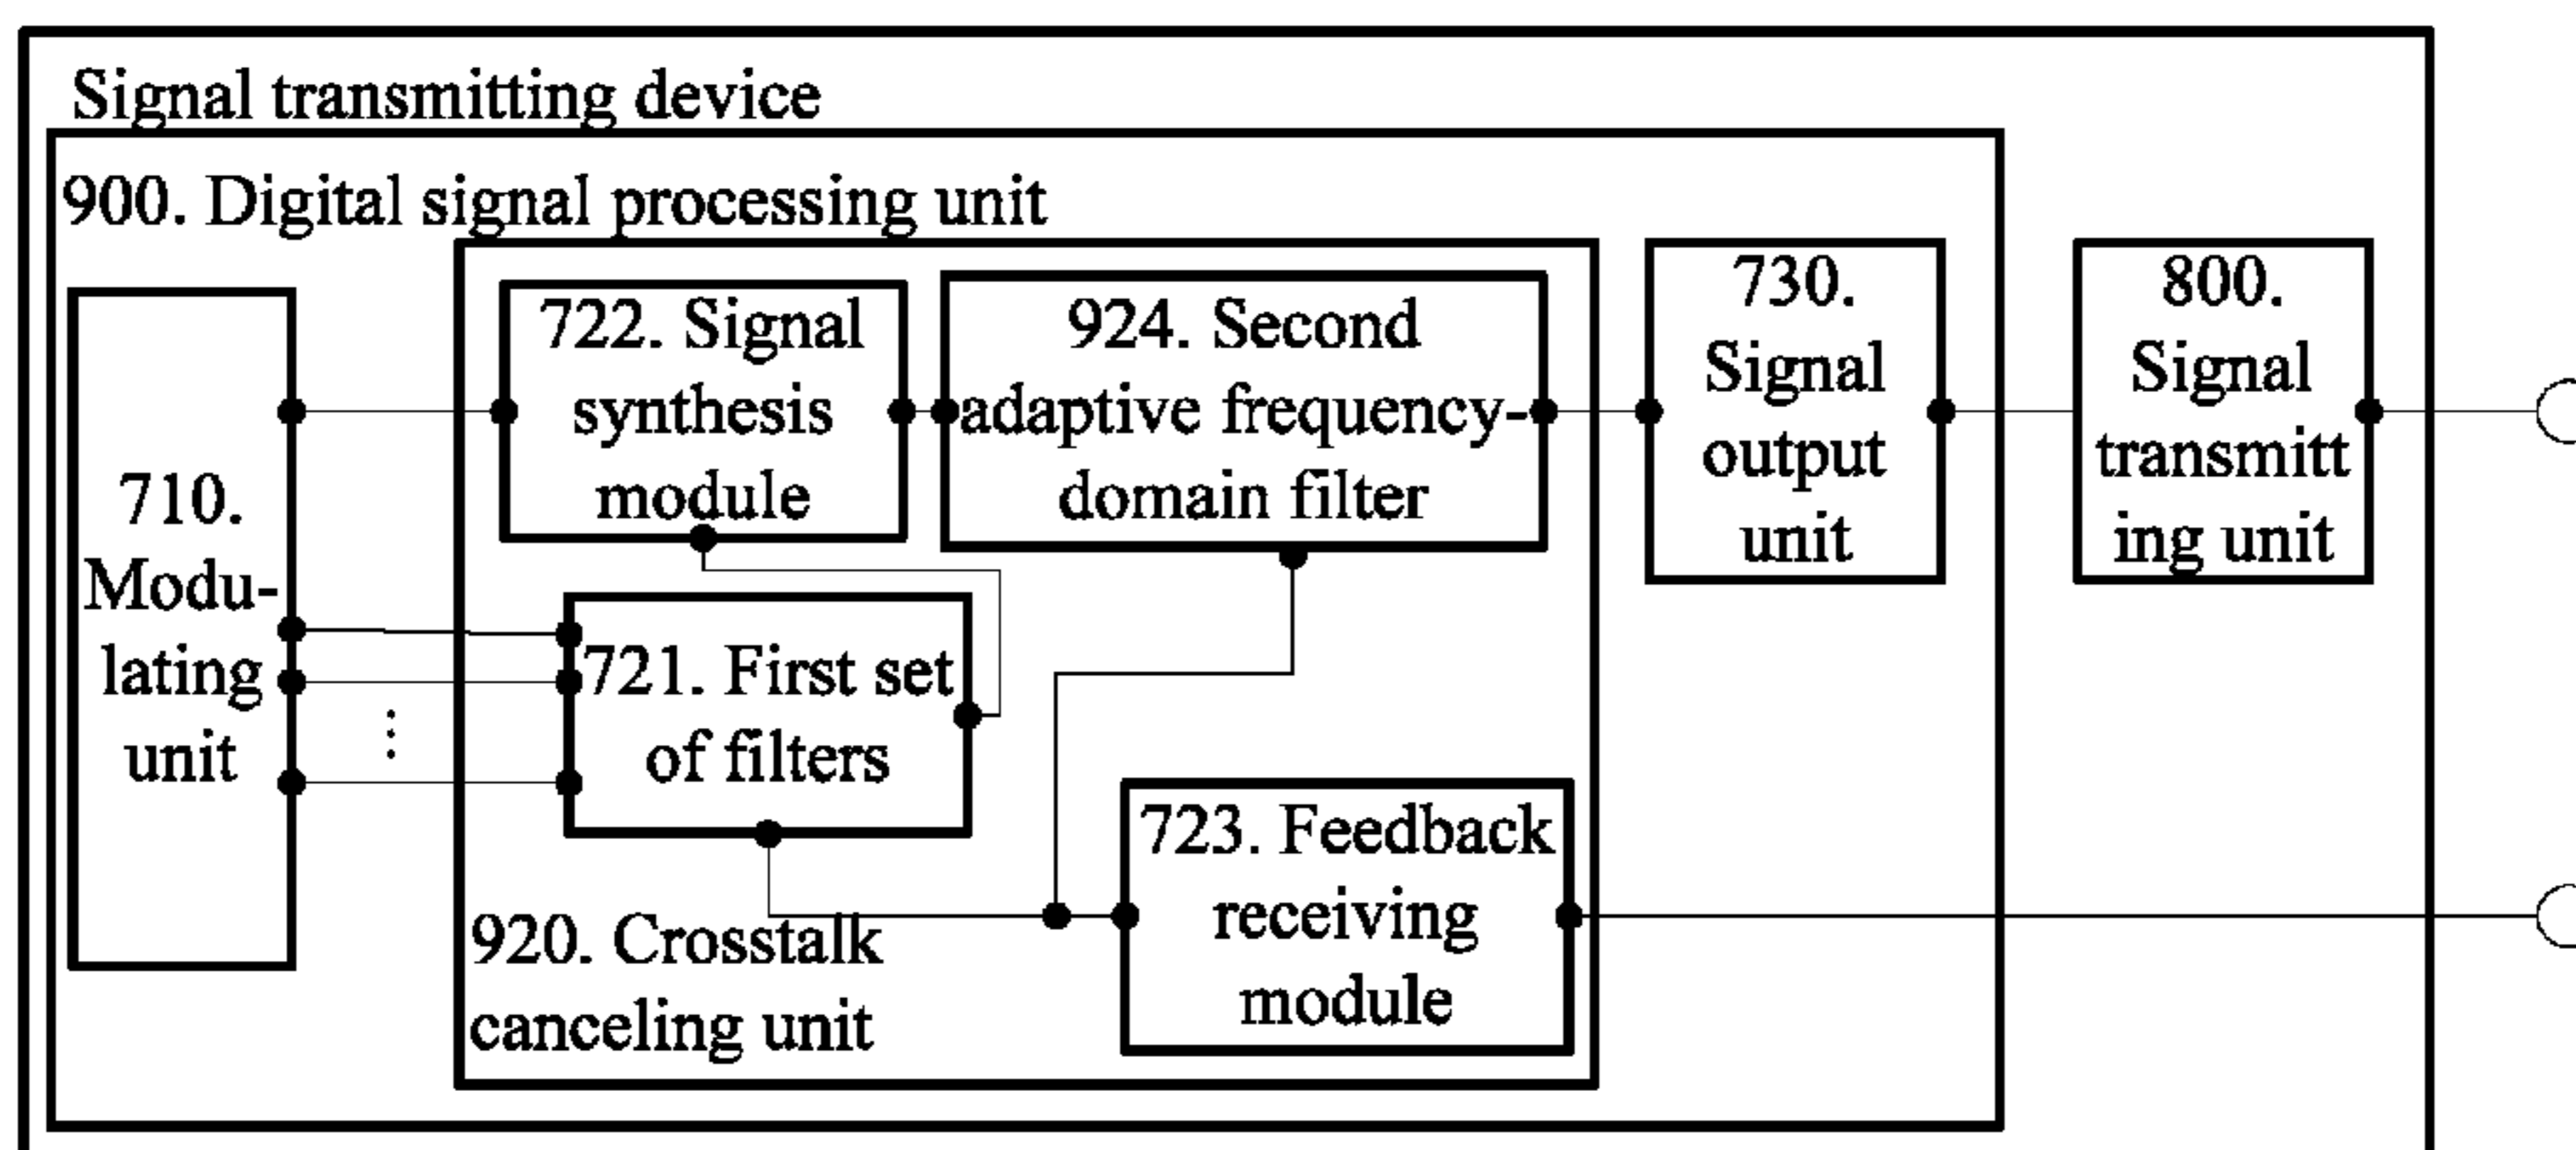 Signal transmitting device
900. Digital signal processing unit
710.
Modu-
lating
unit
722. Signal
synthesis
module
924. Second
adaptive frequency-
domain filter
730.
Signal
output
unit
800.
Signal
transmitt
ing unit
721. First set
of filters
723. Feedback
receiving
module
920. Crosstalk
canceling unit